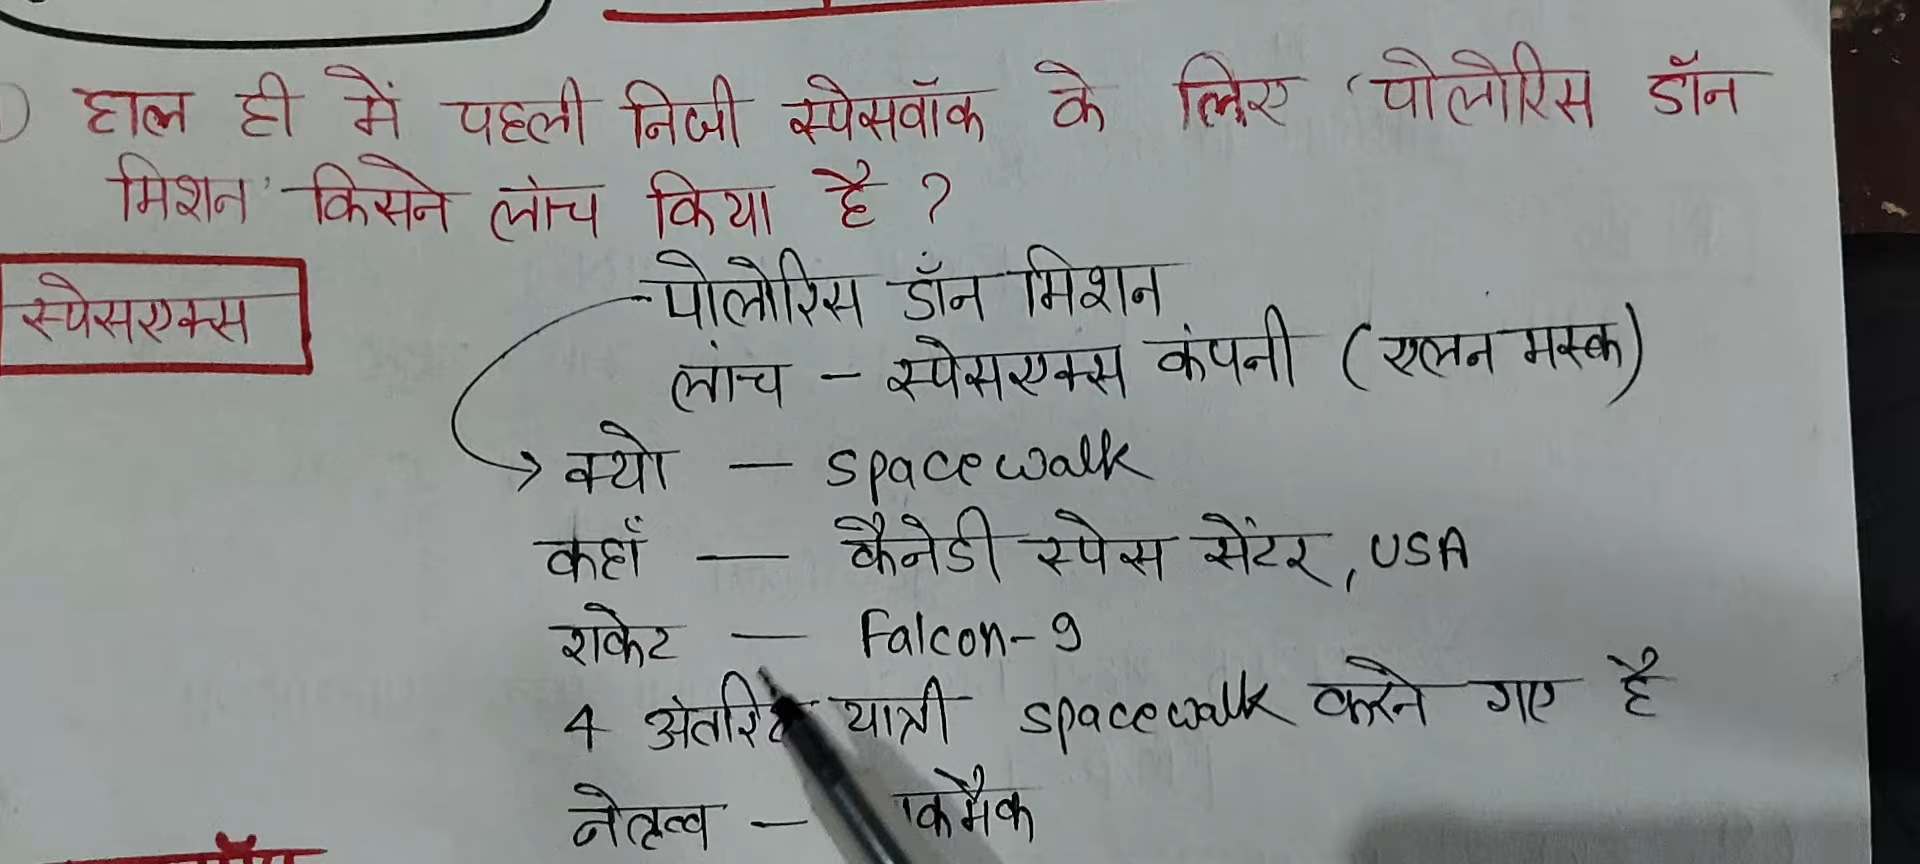 हाल ही में पहली निजी स्पेसवॉक के लिए 'पोलोरिस डॉन
मिशन' किसने लांच किया है ?
स्पेसएक्स
पोलोरिस डॉन मिशन
लांच - स्पेसएक्स कंपनी (एलन मस्क)
→ क्यो — spacewalk
कहाँ — कैनेडी स्पेस सेंटर, USA
राकेट — Falcon-9
4 यात्री spacewalk करने गए है
नेतृत्व —